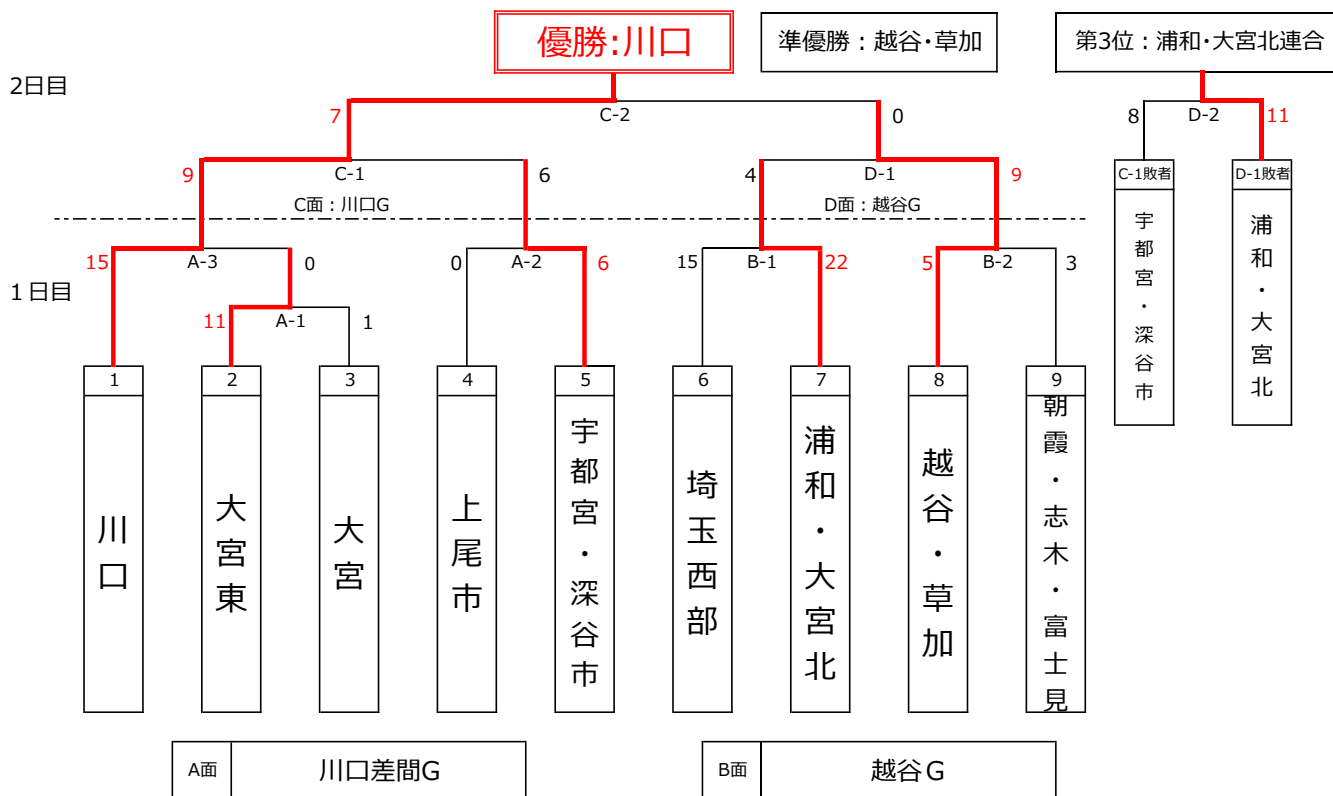 優勝:川口
準優勝：越谷・草加
第3位：浦和・大宮北連合
2日目
7
C-2
0
8
D-2
11
9
C-1
6
4
D-1
9
C-1敗者
D-1敗者
C面：川口G
D面：越谷G
宇都宮・深谷市
浦和・大宮北
15
A-3
0
0
A-2
6
15
B-1
22
5
B-2
3
1日目
11
A-1
1
1
2
3
4
5
6
7
8
9
川口
大宮東
大宮
上尾市
宇都宮・深谷市
埼玉西部
浦和・大宮北
越谷・草加
朝霞・志木・富士見
A面
川口差間G
B面
越谷G